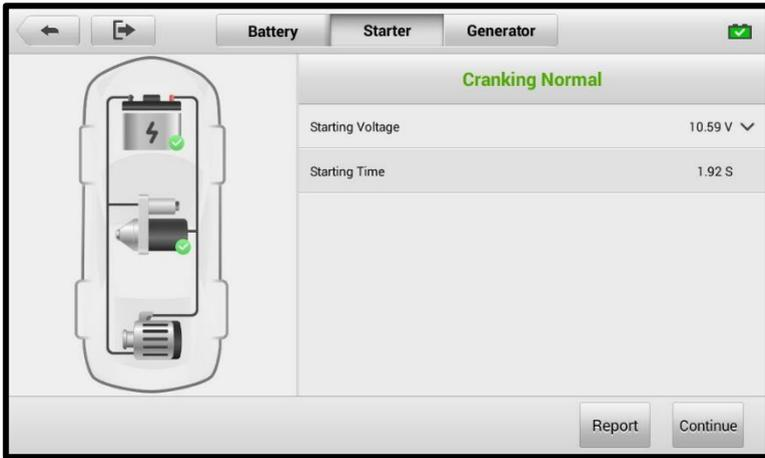 Battery Starter Generator
Cranking Normal
Starting Voltage 10.59 V
Starting Time 1.92 S
Report Continue